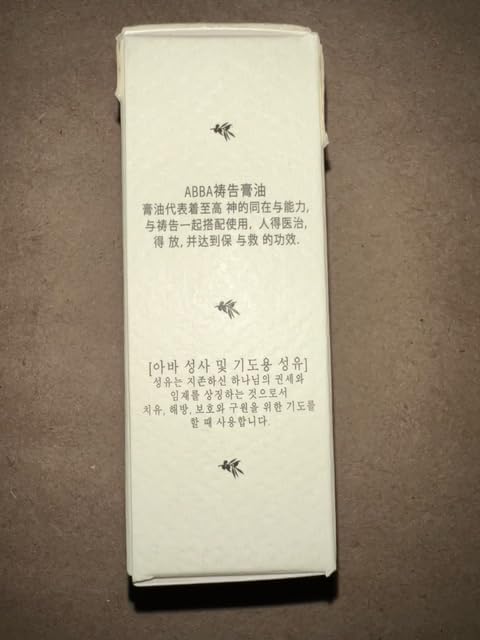 ABBA祷告膏油
膏油代表着至高 神的同在与能力,
与祷告一起搭配使用, 人得医治,
得 放, 并达到保 与救 的功效.
[아바 성사 및 기도용 성유]
성유는 지존하신 하나님의 권세와
임재를 상징하는 것으로서
치유, 해방, 보호와 구원을 위한 기도를
할 때 사용합니다.